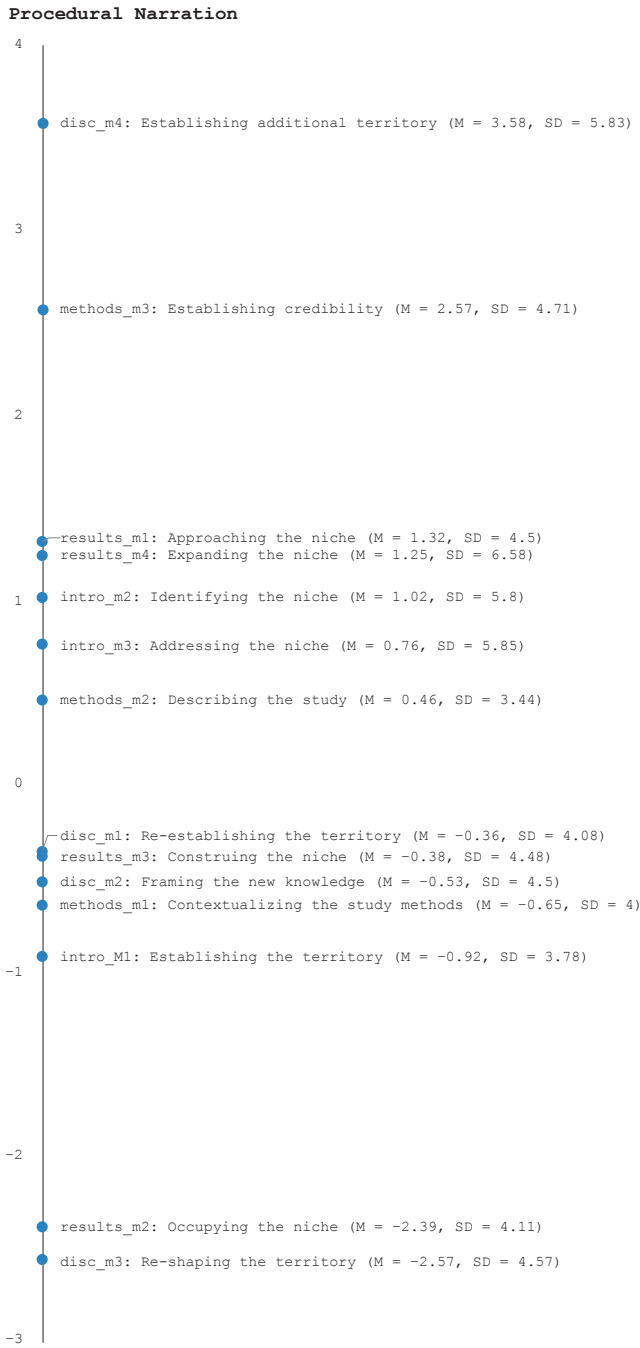 Procedural Narration
4
disc_m4: Establishing additional territory (M = 3.58, SD = 5.83)
3
methods_m3: Establishing credibility (M = 2.57, SD = 4.71)
2
results_m1: Approaching the niche (M = 1.32, SD = 4.5)
results_m4: Expanding the niche (M = 1.25, SD = 6.58)
1
intro_m2: Identifying the niche (M = 1.02, SD = 5.8)
intro_m3: Addressing the niche (M = 0.76, SD = 5.85)
methods_m2: Describing the study (M = 0.46, SD = 3.44)
0
disc_m1: Re-establishing the territory (M = −0.36, SD = 4.08)
results_m3: Construing the niche (M = −0.38, SD = 4.48)
disc_m2: Framing the new knowledge (M = −0.53, SD = 4.5)
methods_m1: Contextualizing the study methods (M = −0.65, SD = 4)
intro_M1: Establishing the territory (M = −0.92, SD = 3.78)
−1
−2
results_m2: Occupying the niche (M = −2.39, SD = 4.11)
disc_m3: Re-shaping the territory (M = −2.57, SD = 4.57)
−3